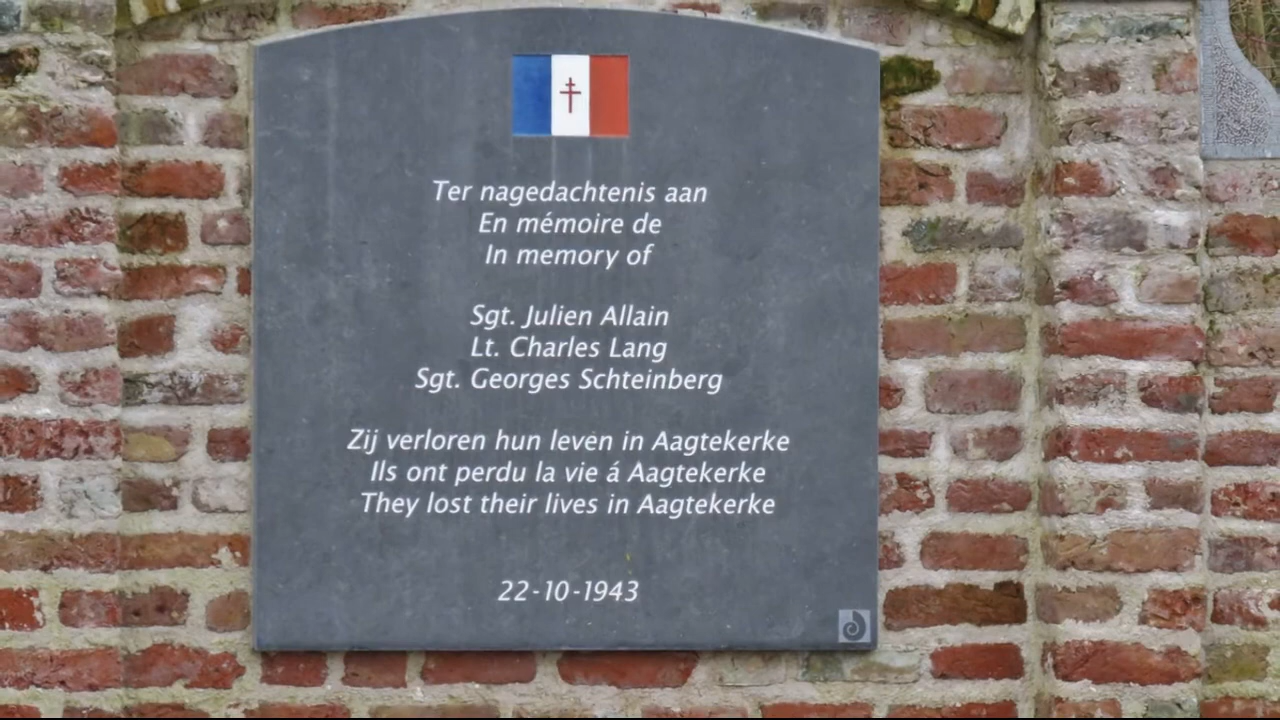 Ter nagedachtenis aan
En mémoire de
In memory of
Sgt. Julien Allain
Lt. Charles Lang
Sgt. Georges Schteinberg
Zij verloren hun leven in Aagtekerke
Ils ont perdu la vie á Aagtekerke
They lost their lives in Aagtekerke
22-10-1943